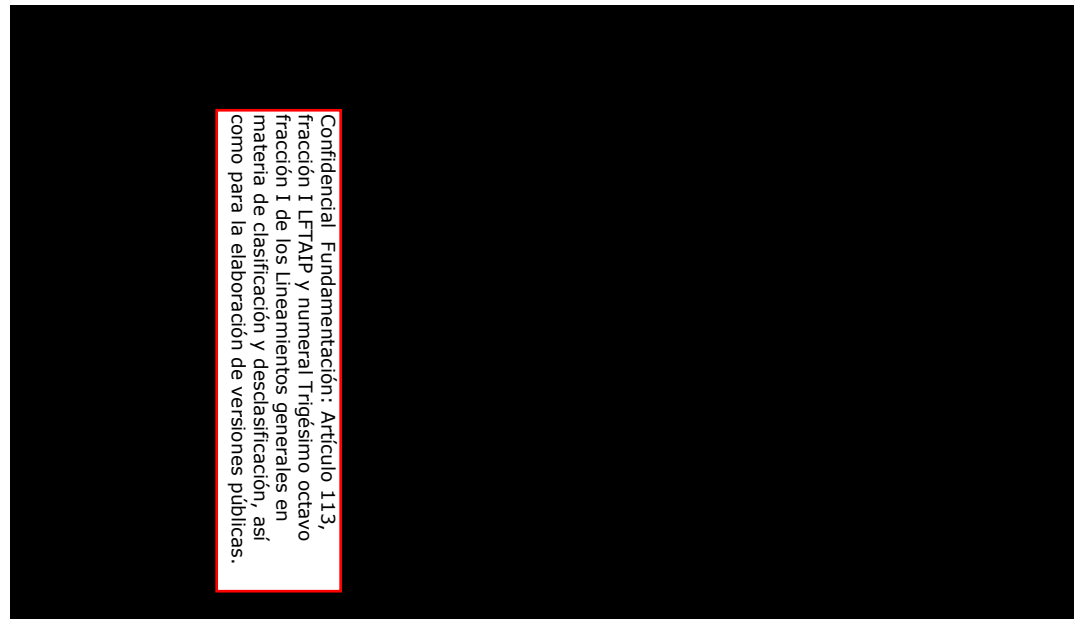 Confidencial Fundamentación: Artículo 113,
fracción I LFTAIP y numeral Trigésimo octavo
fracción I de los Lineamientos generales en
materia de clasificación y desclasificación, así
como para la elaboración de versiones públicas.